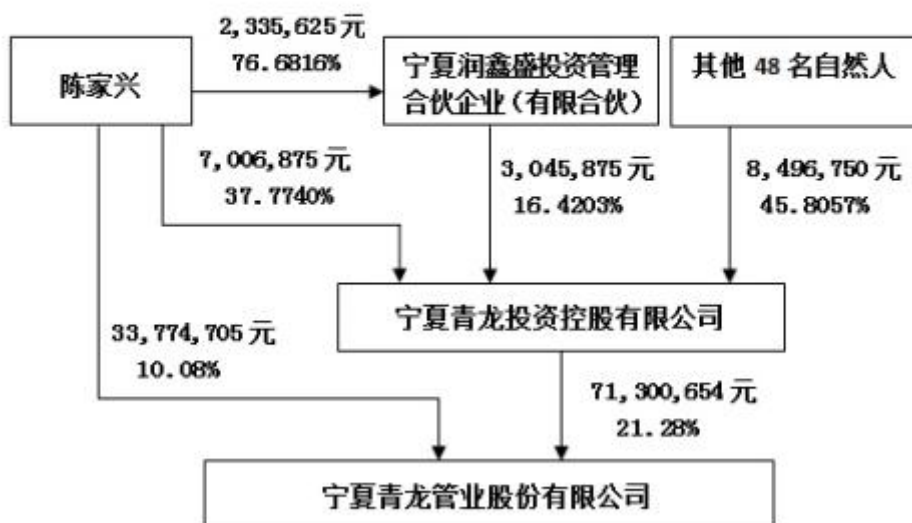 2,335,625元
76.6816%
陈家兴
宁夏润鑫盛投资管理
合伙企业（有限合伙）
其他 48 名自然人
7,006,875元
37.7740%
3,045,875元
16.4203%
8,496,750元
45.8057%
宁夏青龙投资控股有限公司
33,774,705元
10.08%
71,300,654元
21.28%
宁夏青龙管业股份有限公司